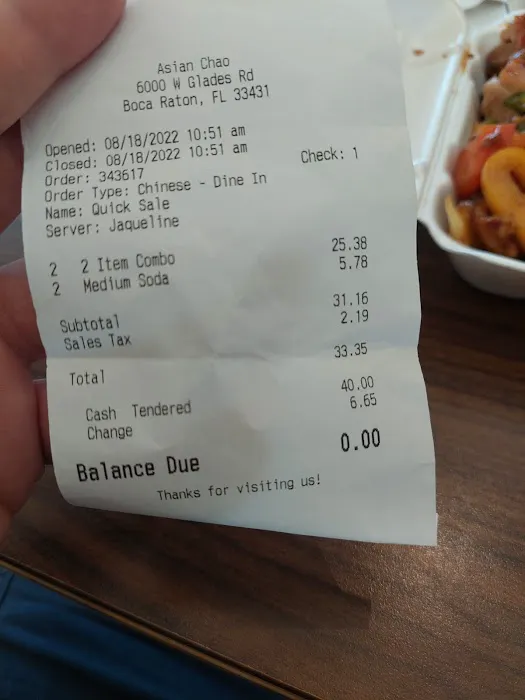 Asian Chao
6000 W Glades Rd
Boca Raton, FL 33431
Opened: 08/18/2022 10:51 am
Closed: 08/18/2022 10:51 am
Order: 343617 Check: 1
Order Type: Chinese - Dine In
Name: Quick Sale
Server: Jaqueline
2 2 Item Combo 25.38
2 Medium Soda 5.78
Subtotal 31.16
Sales Tax 2.19
Total 33.35
Cash Tendered 40.00
Change 6.65
Balance Due 0.00
Thanks for visiting us!